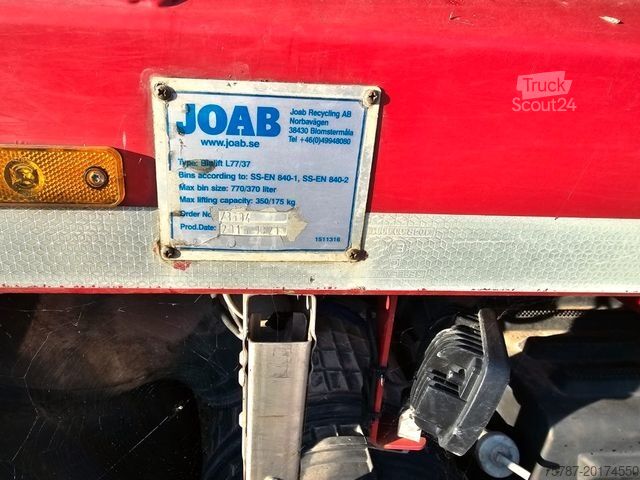 Truck
Scout24
JOAB
www.joab.se
Joab Recycling AB
Norbavägen
38430 Blomstermåla
Tel +46(0)49948080
Type: Binlift L77/37
Bins according to: SS-EN 840-1, SS-EN 840-2
Max bin size: 770/370 liter
Max lifting capacity: 350/175 kg
Order No
Prod.Date:
1511316
75787-20174550